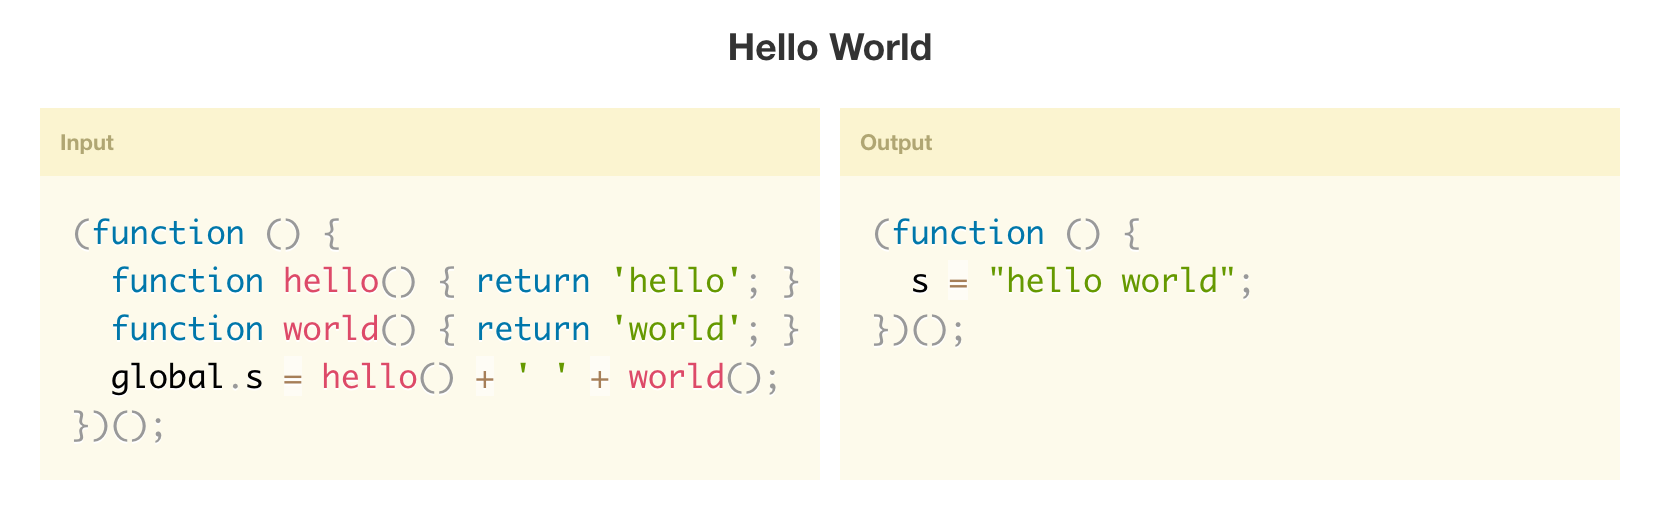 Hello World
Input
(function () {
  function hello() { return 'hello'; }
  function world() { return 'world'; }
  global.s = hello() + ' ' + world();
})();
Output
(function () {
  s = "hello world";
})();